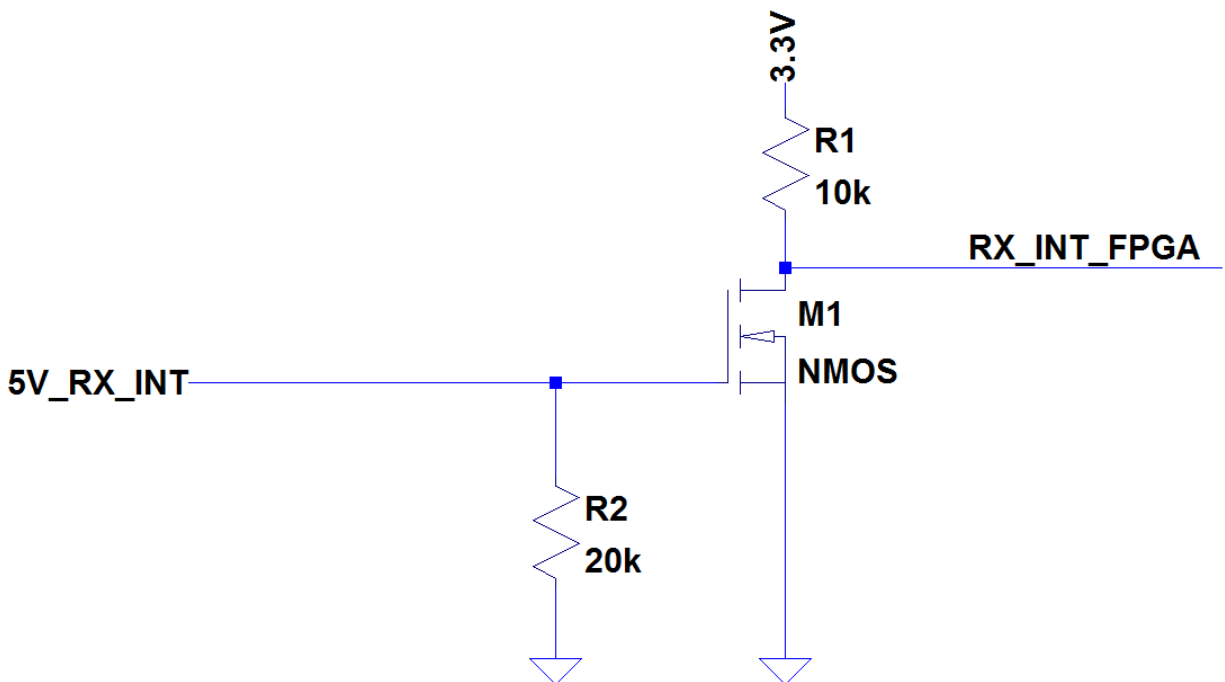 3.3V
R1
10k
RX_INT_FPGA
M1
NMOS
5V_RX_INT
R2
20k